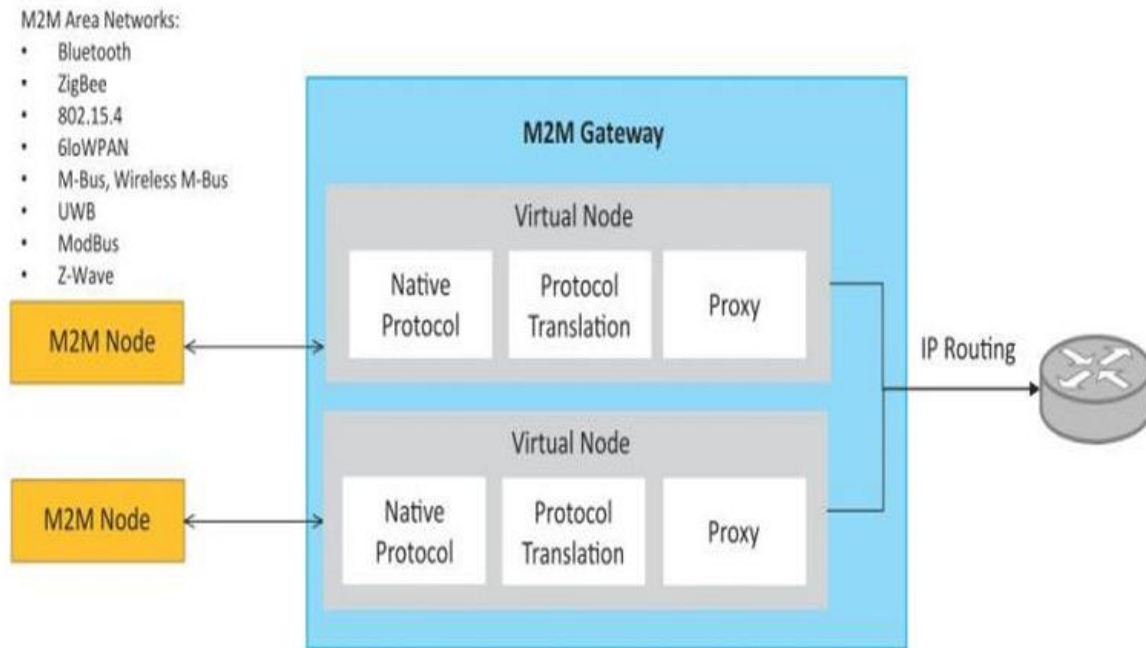 M2M Area Networks:
• Bluetooth
• ZigBee
• 802.15.4
• 6loWPAN
• M-Bus, Wireless M-Bus
• UWB
• ModBus
• Z-Wave
M2M Gateway
Virtual Node
Native
Protocol
Protocol
Translation
Proxy
M2M Node
IP Routing
Virtual Node
Native
Protocol
Protocol
Translation
Proxy
M2M Node